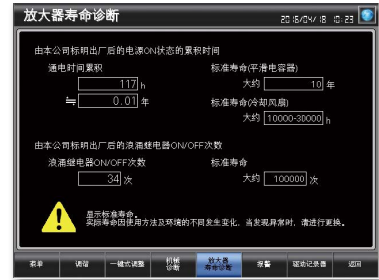 放大器寿命诊断
2016/04/18 10:23
由本公司标明出厂后的电源ON状态的累积时间
通电时间累积
标准寿命(平滑电容器)
117 h
大约 10 年
≒ 0.01 年
标准寿命(冷却风扇)
大约 10000-30000 h
由本公司标明出厂后的浪涌继电器ON/OFF次数
浪涌继电器ON/OFF次数
标准寿命
34 次
大约 100000 次
显示标准寿命。
实际寿命因使用方法及环境的不同发生变化。当发现异常时，请进行更换。
菜单 调谐 一键式调整 机械诊断 放大器寿命诊断 报警 驱动记录器 返回